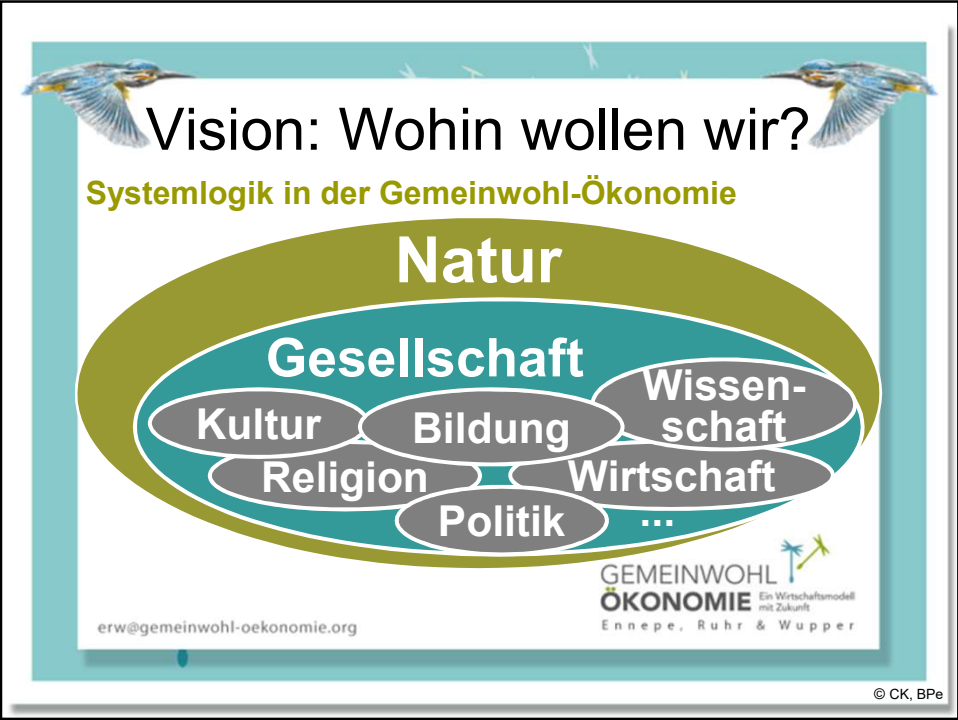 Vision: Wohin wollen wir?
Systemlogik in der Gemeinwohl-Ökonomie
Natur
Gesellschaft
Wissen-
schaft
Kultur
Bildung
Religion
Wirtschaft
Politik
...
GEMEINWOHL
ÖKONOMIE Ein Wirtschaftsmodell
mit Zukunft
Ennepe, Ruhr & Wupper
erw@gemeinwohl-oekonomie.org
© CK, BPe